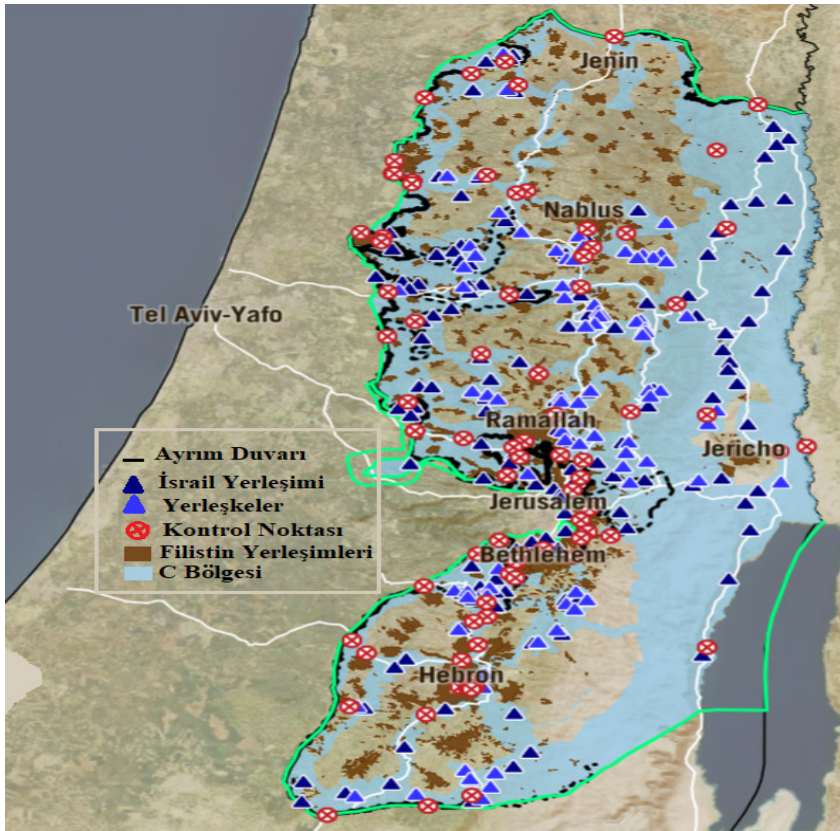 Jenin
Nablus
Tel Aviv-Yafo
Ramallah
Jericho
Ayrım Duvarı
İsrail Yerleşimi
Yerleşkeler
Kontrol Noktası
Filistin Yerleşimleri
C Bölgesi
Jerusalem
Bethlehem
Hebron